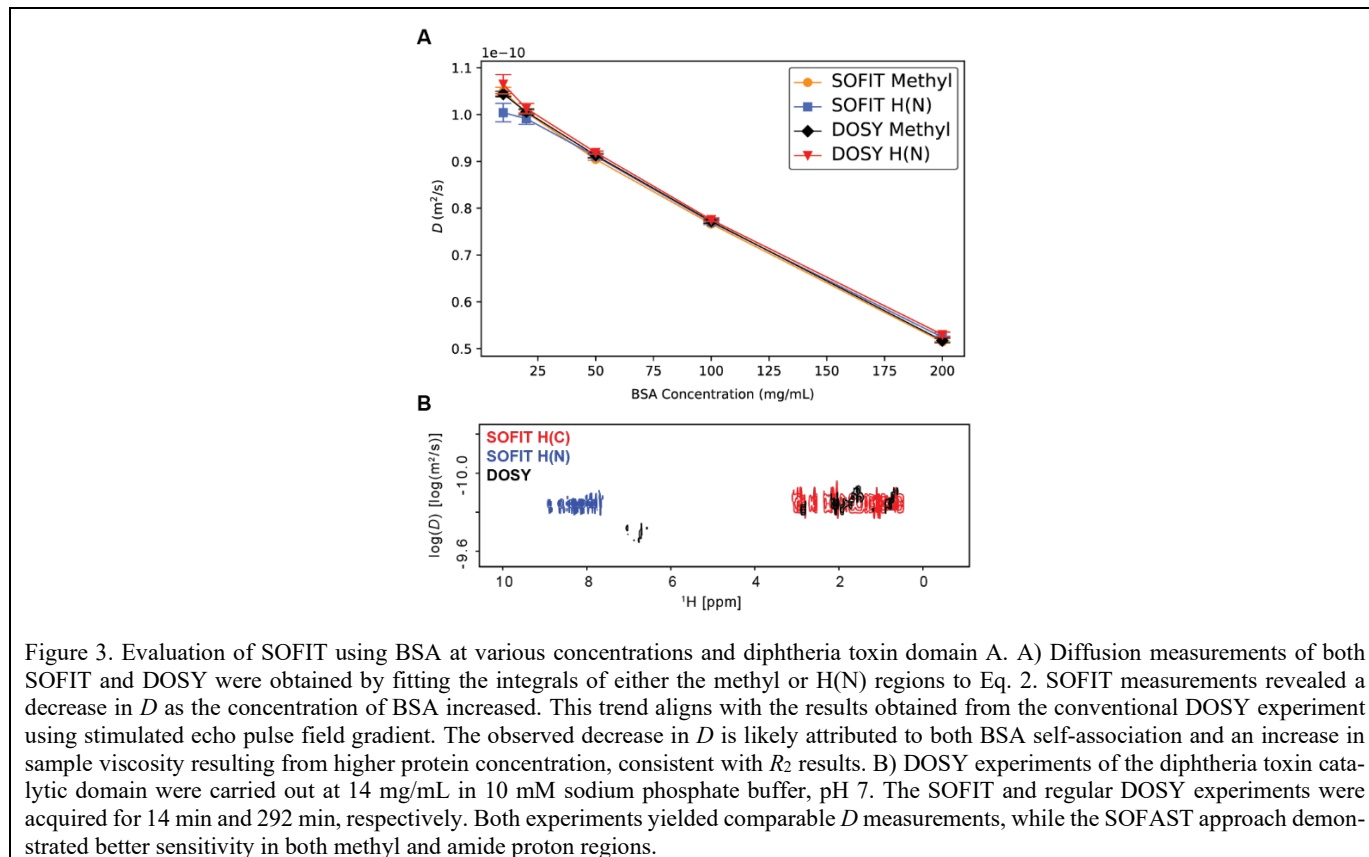 A
1e−10
1.1
1.0
0.9
0.8
0.7
0.6
0.5
D (m²/s)
SOFIT Methyl
SOFIT H(N)
DOSY Methyl
DOSY H(N)
25 50 75 100 125 150 175 200
BSA Concentration (mg/mL)
B
SOFIT H(C)
SOFIT H(N)
DOSY
log(D) [log(m²/s)]
-10.0
-9.6
10 8 6 4 2 0
¹H [ppm]
Figure 3. Evaluation of SOFIT using BSA at various concentrations and diphtheria toxin domain A. A) Diffusion measurements of both
SOFIT and DOSY were obtained by fitting the integrals of either the methyl or H(N) regions to Eq. 2. SOFIT measurements revealed a
decrease in D as the concentration of BSA increased. This trend aligns with the results obtained from the conventional DOSY experiment
using stimulated echo pulse field gradient. The observed decrease in D is likely attributed to both BSA self-association and an increase in
sample viscosity resulting from higher protein concentration, consistent with R₂ results. B) DOSY experiments of the diphtheria toxin cata-
lytic domain were carried out at 14 mg/mL in 10 mM sodium phosphate buffer, pH 7. The SOFIT and regular DOSY experiments were
acquired for 14 min and 292 min, respectively. Both experiments yielded comparable D measurements, while the SOFAST approach demon-
strated better sensitivity in both methyl and amide proton regions.